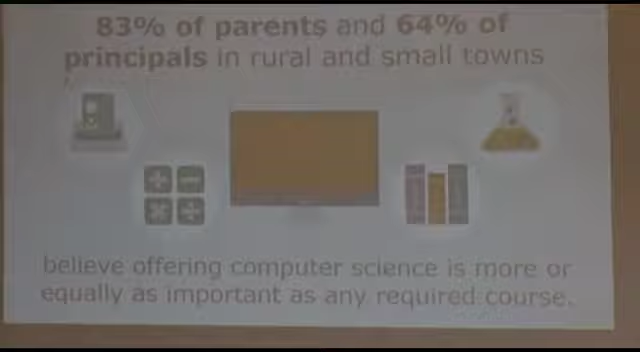 83% of parents and 64% of
principals in rural and small towns
believe offering computer science is more or
equally as important as any required course.